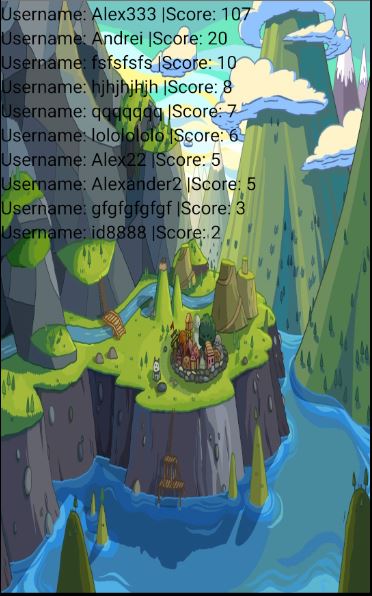 Username: Alex333 |Score: 107
Username: Andrei |Score: 20
Username: fsfsfsfs |Score: 10
Username: hjhjhjhjh |Score: 8
Username: qqqqqqq |Score: 7
Username: lolololololo |Score: 6
Username: Alex22 |Score: 5
Username: Alexander2 |Score: 5
Username: gfgfgfgfgf |Score: 3
Username: id8888 |Score: 2